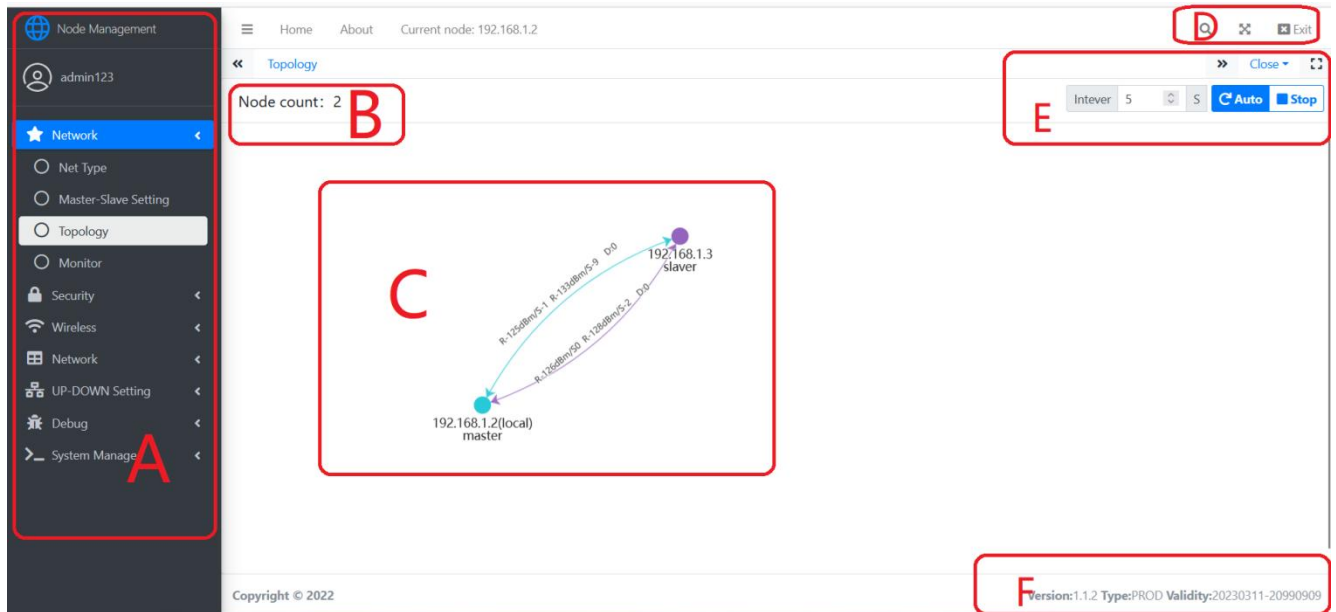 Node Management
Home About Current node: 192.168.1.2
D
Exit
admin123
Topology
Close
Node count: 2
B
Intever 5 S Auto Stop
E
Network
Net Type
Master-Slave Setting
Topology
Monitor
Security
Wireless
Network
UP-DOWN Setting
Debug
System Manage
A
C
192.168.1.3
slaver
R-125dBm/S-1 R-133dBm/S-9 D:0
R-126dBm/S0 R-128dBm/S-2 D:0
192.168.1.2(local)
master
Copyright © 2022
F
Version:1.1.2 Type:PROD Validity:20230311-20990909